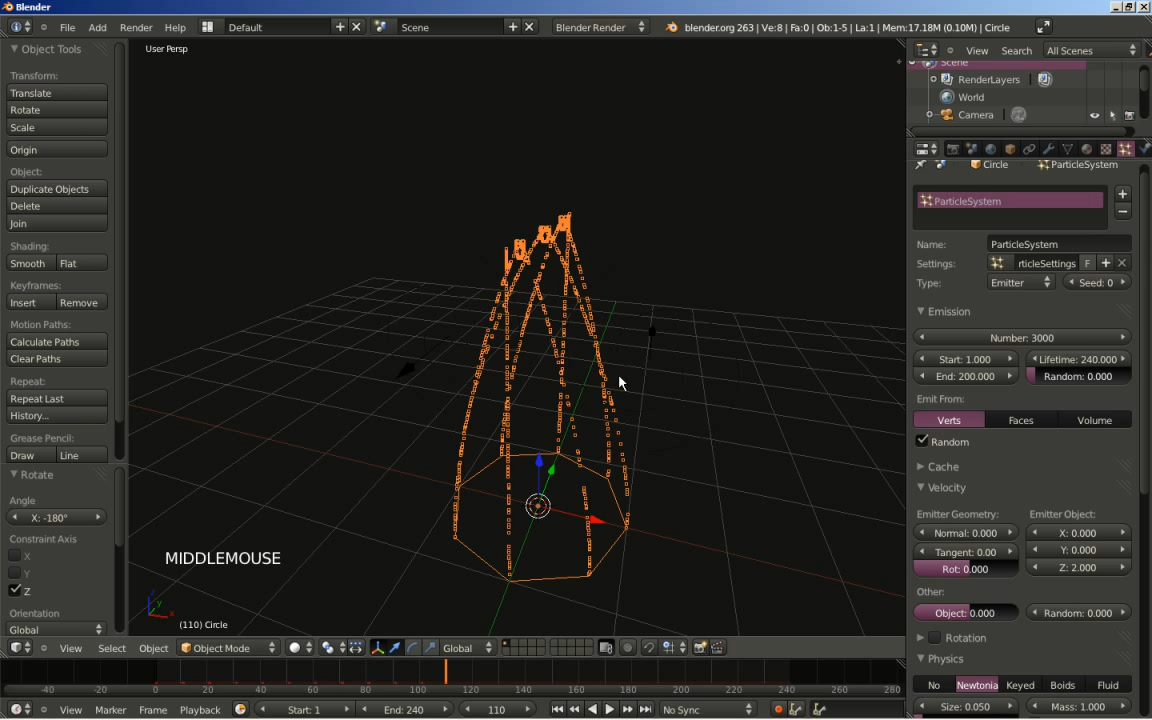 Blender
File Add Render Help Default Scene Blender Render blender.org 263 | Ve:8 | Fa:0 | Ob:1-5 | La:1 | Mem:17.18M (0.10M) | Circle
Object Tools
Transform:
Translate
Rotate
Scale
Origin
Object:
Duplicate Objects
Delete
Join
Shading:
Smooth Flat
Keyframes:
Insert Remove
Motion Paths:
Calculate Paths
Clear Paths
Repeat:
Repeat Last
History...
Grease Pencil:
Draw Line
Rotate
Angle
X: -180°
Constraint Axis
X
Y
Z
Orientation
Global
User Persp
MIDDLEMOUSE
z
y
x
(110) Circle
View Select Object Object Mode Global
-40 -20 0 20 40 60 80 100 120 140 160 180 200 220 240 260 280
View Marker Frame Playback Start: 1 End: 240 110 No Sync
View Search All Scenes
Scene
RenderLayers |
World
Camera |
Circle ParticleSystem
ParticleSystem
Name: ParticleSystem
Settings: rticleSettings F
Type: Emitter Seed: 0
Emission
Number: 3000
Start: 1.000 Lifetime: 240.000
End: 200.000 Random: 0.000
Emit From:
Verts Faces Volume
Random
Cache
Velocity
Emitter Geometry: Emitter Object:
Normal: 0.000 X: 0.000
Tangent: 0.00 Y: 0.000
Rot: 0.000 Z: 2.000
Other:
Object: 0.000 Random: 0.000
Rotation
Physics
No Newtonia Keyed Boids Fluid
Size: 0.050 Mass: 1.000